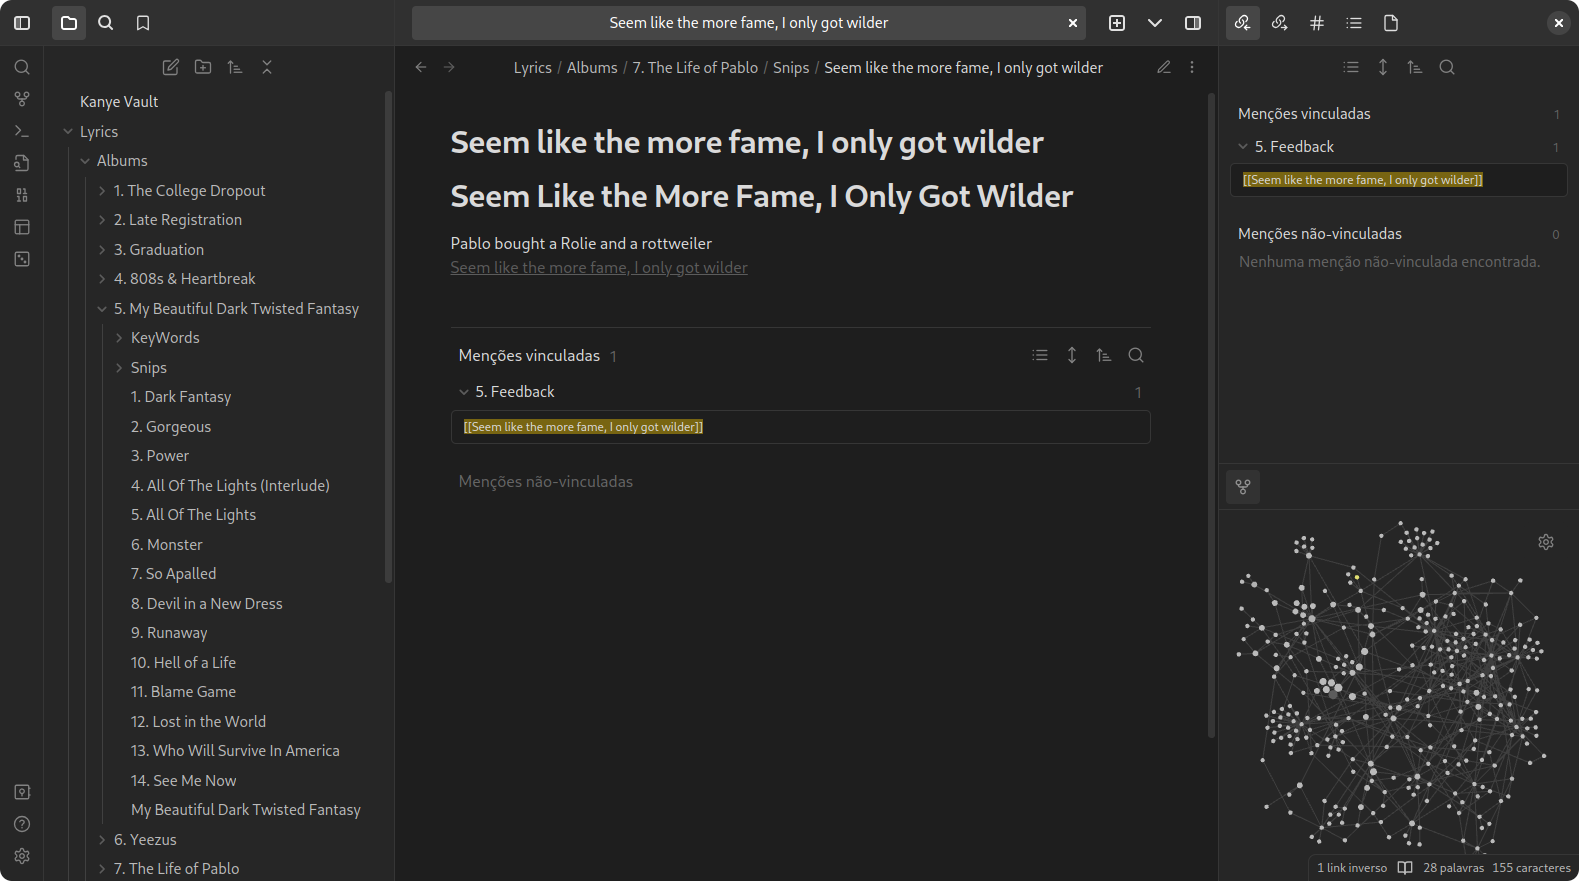 Seem like the more fame, I only got wilder
Kanye Vault
Lyrics
Albums
1. The College Dropout
2. Late Registration
3. Graduation
4. 808s & Heartbreak
5. My Beautiful Dark Twisted Fantasy
KeyWords
Snips
1. Dark Fantasy
2. Gorgeous
3. Power
4. All Of The Lights (Interlude)
5. All Of The Lights
6. Monster
7. So Apalled
8. Devil in a New Dress
9. Runaway
10. Hell of a Life
11. Blame Game
12. Lost in the World
13. Who Will Survive In America
14. See Me Now
My Beautiful Dark Twisted Fantasy
6. Yeezus
7. The Life of Pablo
Lyrics / Albums / 7. The Life of Pablo / Snips / Seem like the more fame, I only got wilder
Seem like the more fame, I only got wilder
Seem Like The More Fame, I Only Got Wilder
Pablo bought a Rolie and a rottweiler
Seem like the more fame, I only got wilder
Menções vinculadas 1
5. Feedback 1
[[Seem like the more fame, I only got wilder]]
Menções não-vinculadas
Menções vinculadas 1
5. Feedback 1
[[Seem like the more fame, I only got wilder]]
Menções não-vinculadas 0
Nenhuma menção não-vinculada encontrada.
1 link inverso 28 palavras 155 caracteres